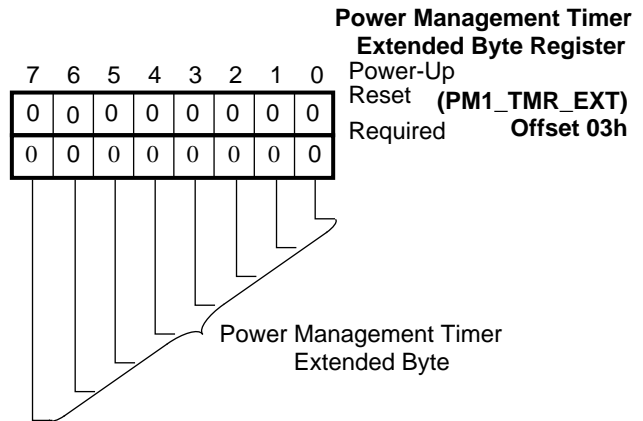 Power Management Timer
Extended Byte Register
(PM1_TMR_EXT)
Offset 03h
7 6 5 4 3 2 1 0
Power-Up
Reset
0 0 0 0 0 0 0 0
Required
0 0 0 0 0 0 0 0
Power Management Timer
Extended Byte